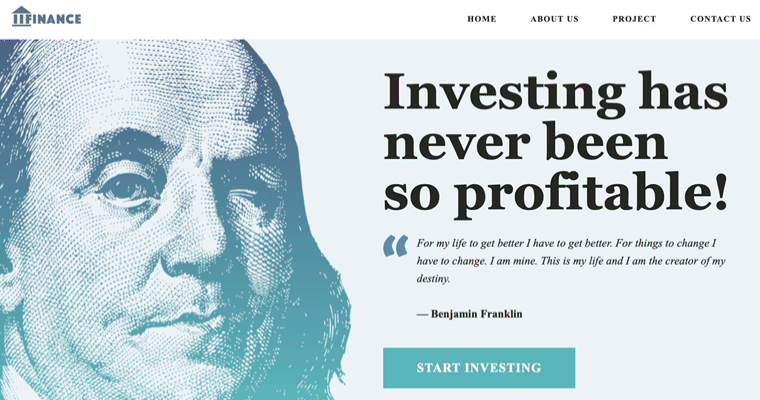 FINANCE
HOME ABOUT US PROJECT CONTACT US
Investing has
never been
so profitable!
“ For my life to get better I have to get better. For things to change I
have to change. I am mine. This is my life and I am the creator of my
destiny.
— Benjamin Franklin
START INVESTING